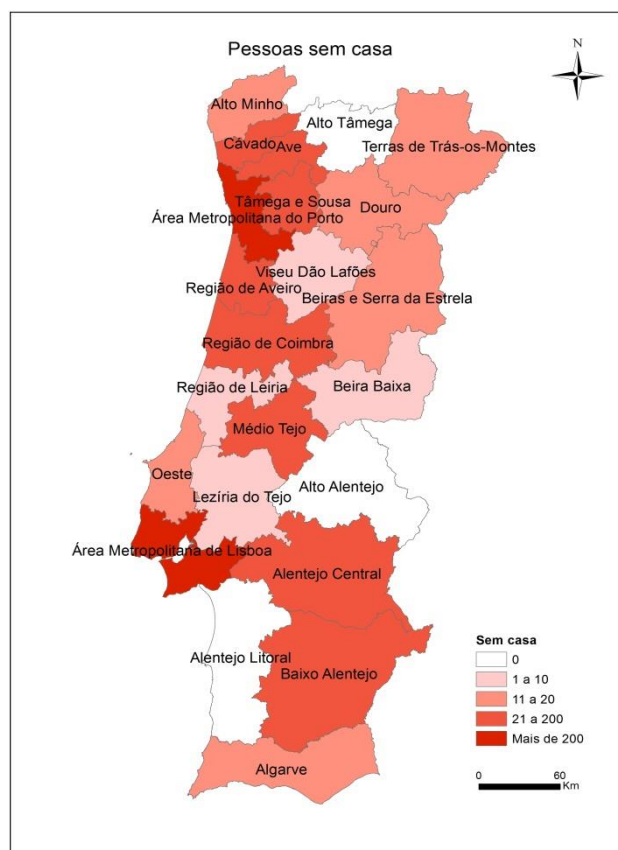 Pessoas sem casa
N
Alto Minho
Alto Tâmega
Terras de Trás-os-Montes
Cávado
Ave
Tâmega e Sousa
Douro
Área Metropolitana do Porto
Viseu Dão Lafões
Região de Aveiro
Beiras e Serra da Estrela
Região de Coimbra
Região de Leiria
Beira Baixa
Médio Tejo
Oeste
Alto Alentejo
Lezíria do Tejo
Área Metropolitana de Lisboa
Alentejo Central
Alentejo Litoral
Baixo Alentejo
Algarve
Sem casa
0
1 a 10
11 a 20
21 a 200
Mais de 200
0 60
Km